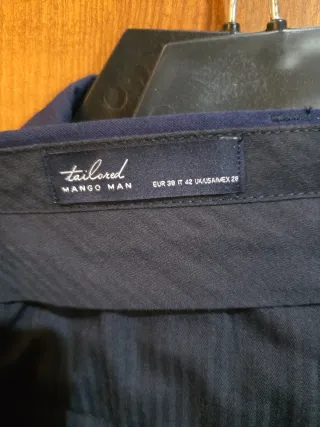 tailored
MANGO MAN
EUR 38 IT 42 UK/USA/MEX 28